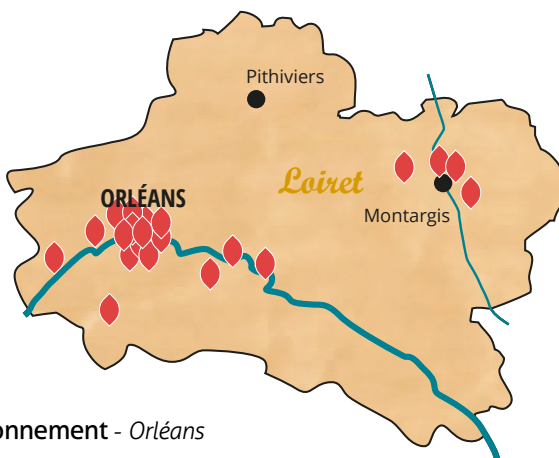 Pithiviers
Loiret
ORLÉANS
Montargis
onnement - Orléans